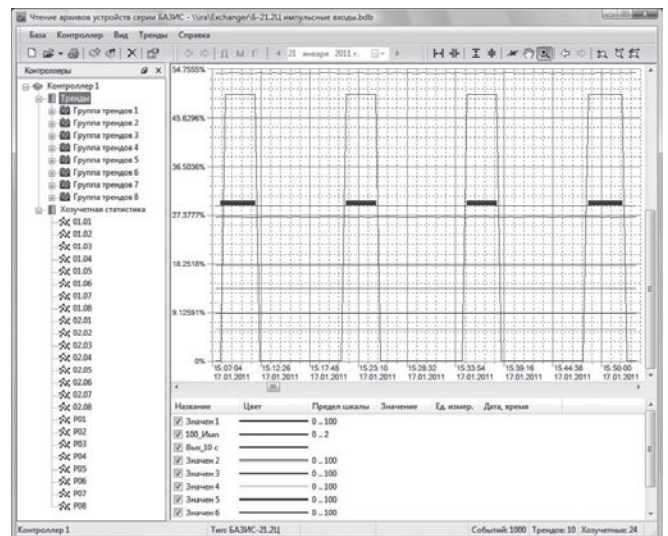 Чтение архивов устройств серии БАЗИС - \\ira\Exchanger\Б-21.2Ц импульсные входы.bdb
База Контроллер Вид Тренды Справка
21 января 2011 г.
Контроллеры
Контроллер 1
Тренды
Группа трендов 1
Группа трендов 2
Группа трендов 3
Группа трендов 4
Группа трендов 5
Группа трендов 6
Группа трендов 7
Группа трендов 8
Хозучетная статистика
01.01
01.02
01.03
01.04
01.05
01.06
01.07
01.08
02.01
02.02
02.03
02.04
02.05
02.06
02.07
02.08
P01
P02
P03
P04
P05
P06
P07
P08
54.7555%
45.6296%
36.5036%
27.3777%
18.2518%
9.12591%
0%
15:07:04 15:12:26 15:17:48 15:23:10 15:28:32 15:33:54 15:39:16 15:44:38 15:50:00
17.01.2011 17.01.2011 17.01.2011 17.01.2011 17.01.2011 17.01.2011 17.01.2011 17.01.2011 17.01.2011
Название Цвет Предел шкалы Значение Ед. измер. Дата, время
Значен 1 0 .. 100
100_Имп 0 .. 2
Вых_10 с
Значен 2 0 .. 100
Значен 3 0 .. 100
Значен 4 0 .. 100
Значен 5 0 .. 100
Значен 6 0 .. 100
Контроллер 1 Тип: БАЗИС-21.2Ц Событий: 1000 Трендов: 10 Хозучетных: 24